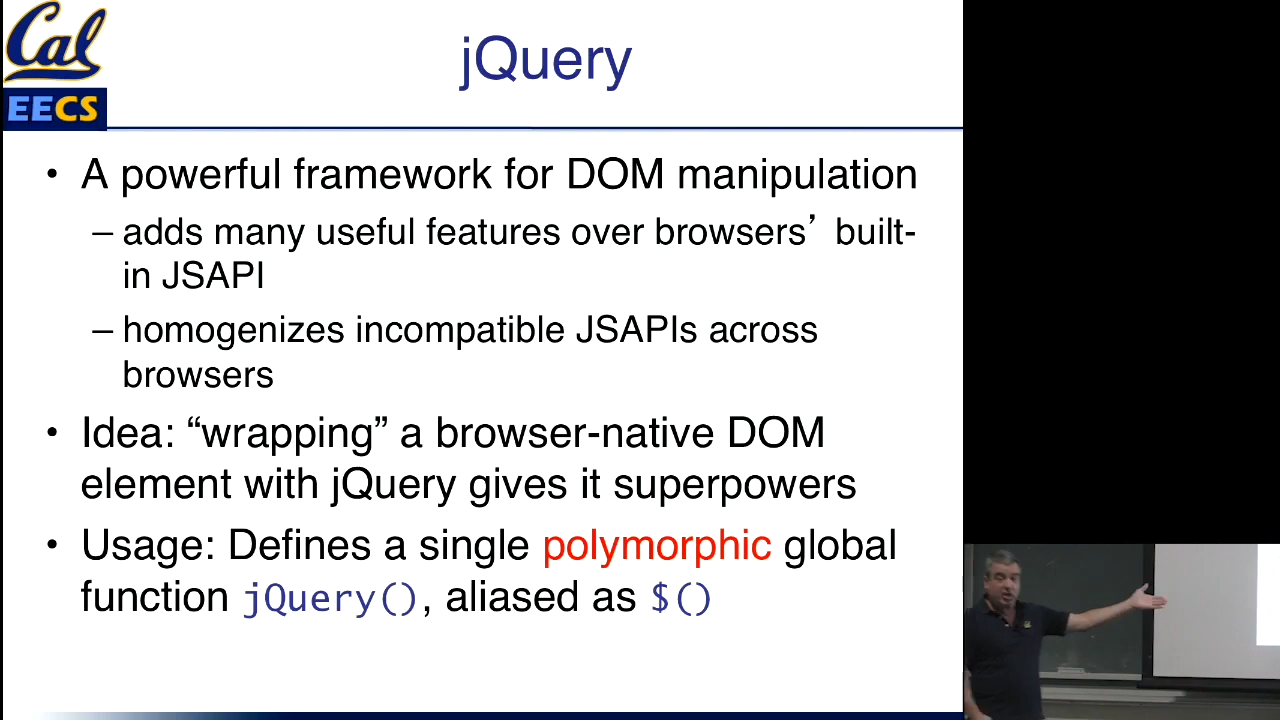 Cal
EECS
jQuery
• A powerful framework for DOM manipulation
– adds many useful features over browsers’ built-
in JSAPI
– homogenizes incompatible JSAPIs across
browsers
• Idea: “wrapping” a browser-native DOM
element with jQuery gives it superpowers
• Usage: Defines a single polymorphic global
function jQuery(), aliased as $()